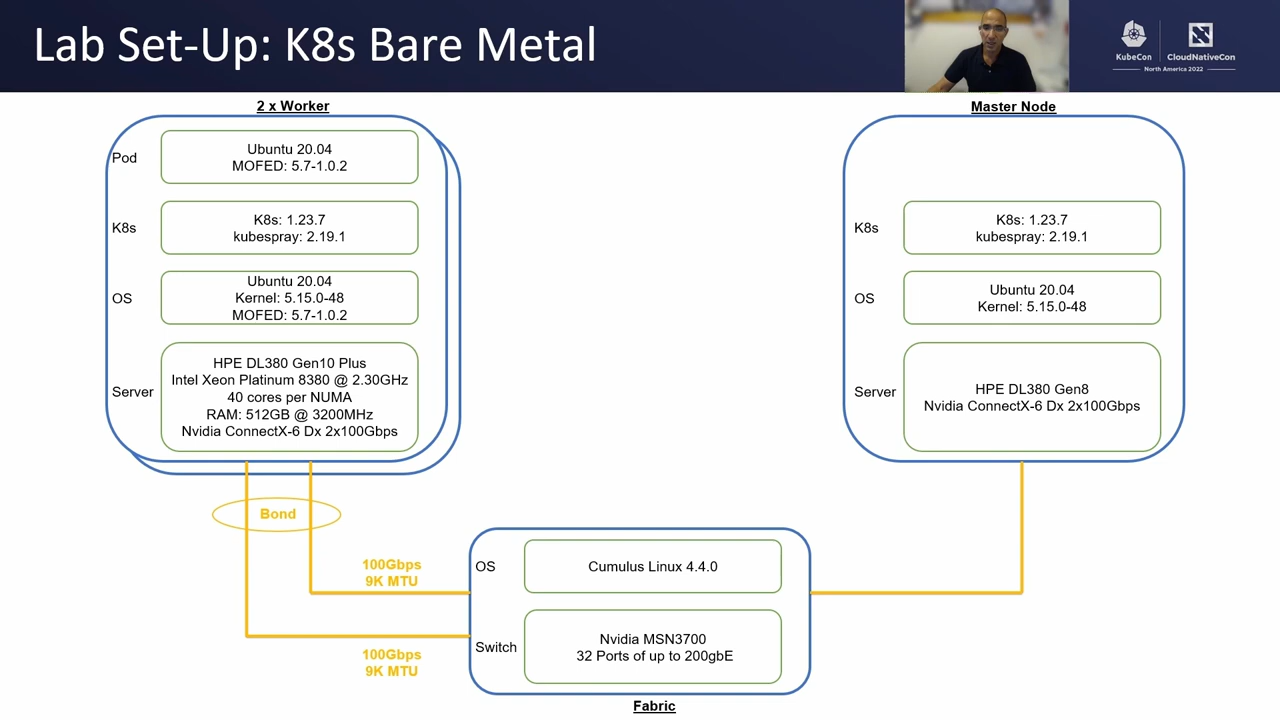 Lab Set-Up: K8s Bare Metal
KubeCon
CloudNativeCon
North America 2022
2 x Worker
Pod
Ubuntu 20.04
MOFED: 5.7-1.0.2
K8s
K8s: 1.23.7
kubespray: 2.19.1
OS
Ubuntu 20.04
Kernel: 5.15.0-48
MOFED: 5.7-1.0.2
Server
HPE DL380 Gen10 Plus
Intel Xeon Platinum 8380 @ 2.30GHz
40 cores per NUMA
RAM: 512GB @ 3200MHz
Nvidia ConnectX-6 Dx 2x100Gbps
Master Node
K8s
K8s: 1.23.7
kubespray: 2.19.1
OS
Ubuntu 20.04
Kernel: 5.15.0-48
Server
HPE DL380 Gen8
Nvidia ConnectX-6 Dx 2x100Gbps
Bond
100Gbps
9K MTU
100Gbps
9K MTU
OS
Cumulus Linux 4.4.0
Switch
Nvidia MSN3700
32 Ports of up to 200gbE
Fabric